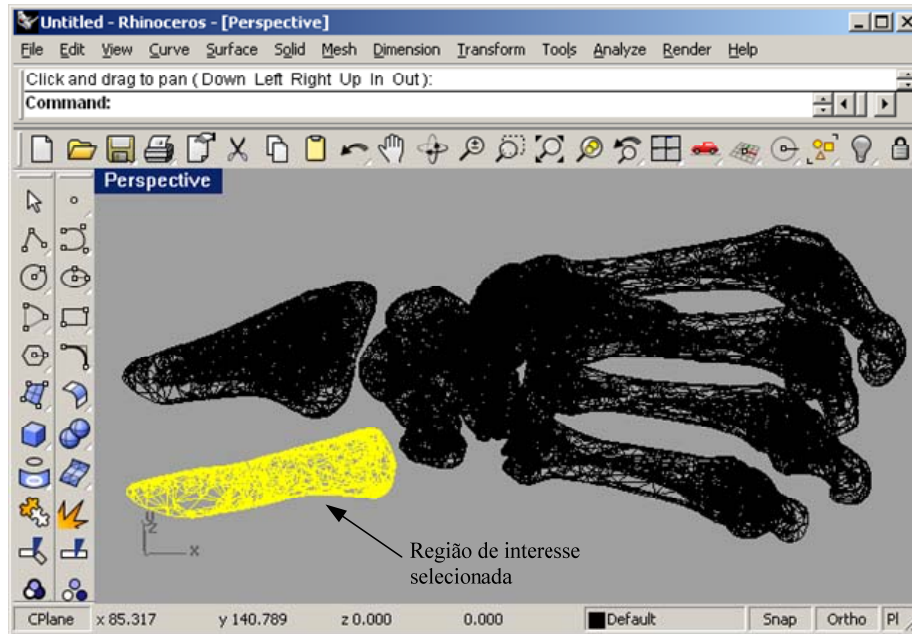 Untitled - Rhinoceros - [Perspective]
File Edit View Curve Surface Solid Mesh Dimension Transform Tools Analyze Render Help
Click and drag to pan ( Down Left Right Up In Out):
Command:
Perspective
z
x
Região de interesse
selecionada
CPlane x 85.317 y 140.789 z 0.000 0.000 Default Snap Ortho Pl